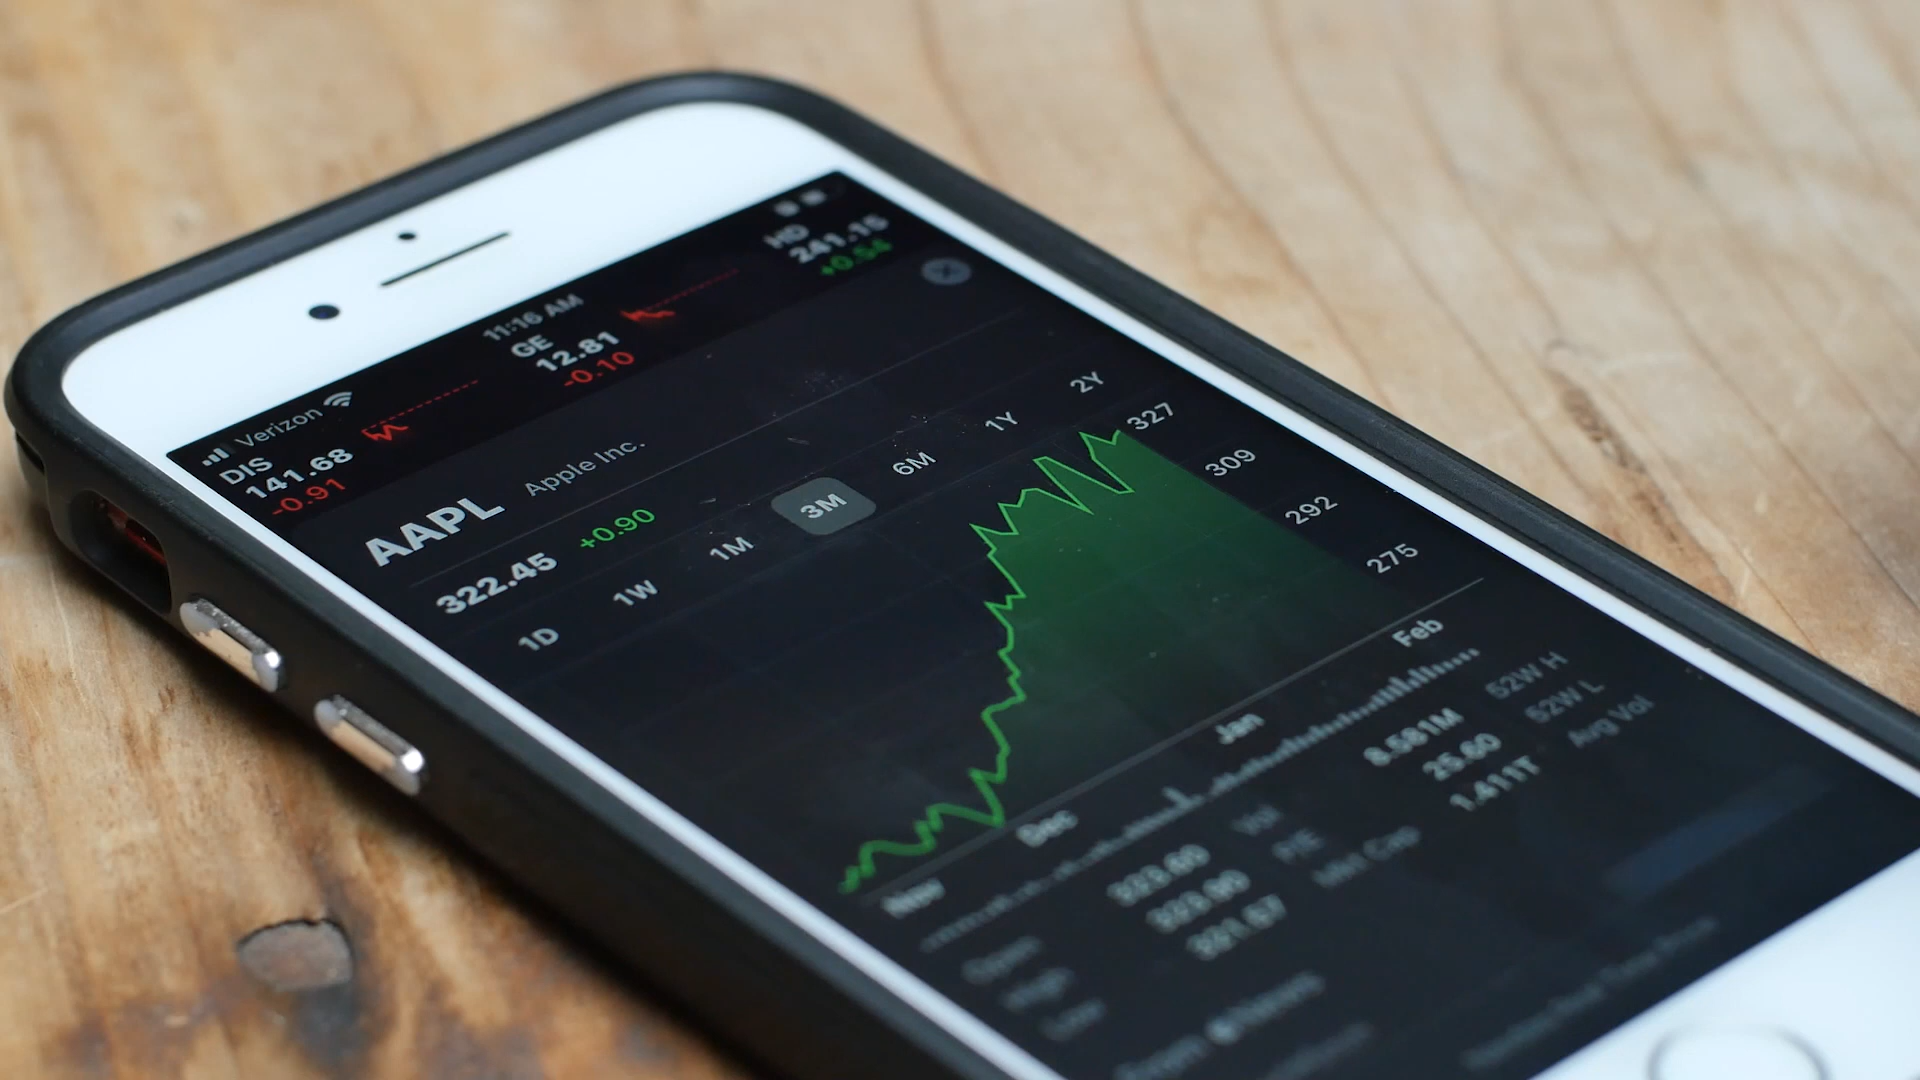 Verizon
11:16 AM
DIS
141.68
-0.91
GE
12.81
-0.10
HD
241.15
+0.54
AAPL Apple Inc.
322.45 +0.90
1D 1W 1M 3M 6M 1Y 2Y
327
309
292
275
Nov Dec Jan Feb
Open 323.60
High 323.90
Low 321.67
Vol 8.581M
P/E 25.60
Mkt Cap 1.411T
52W H
52W L
Avg Vol